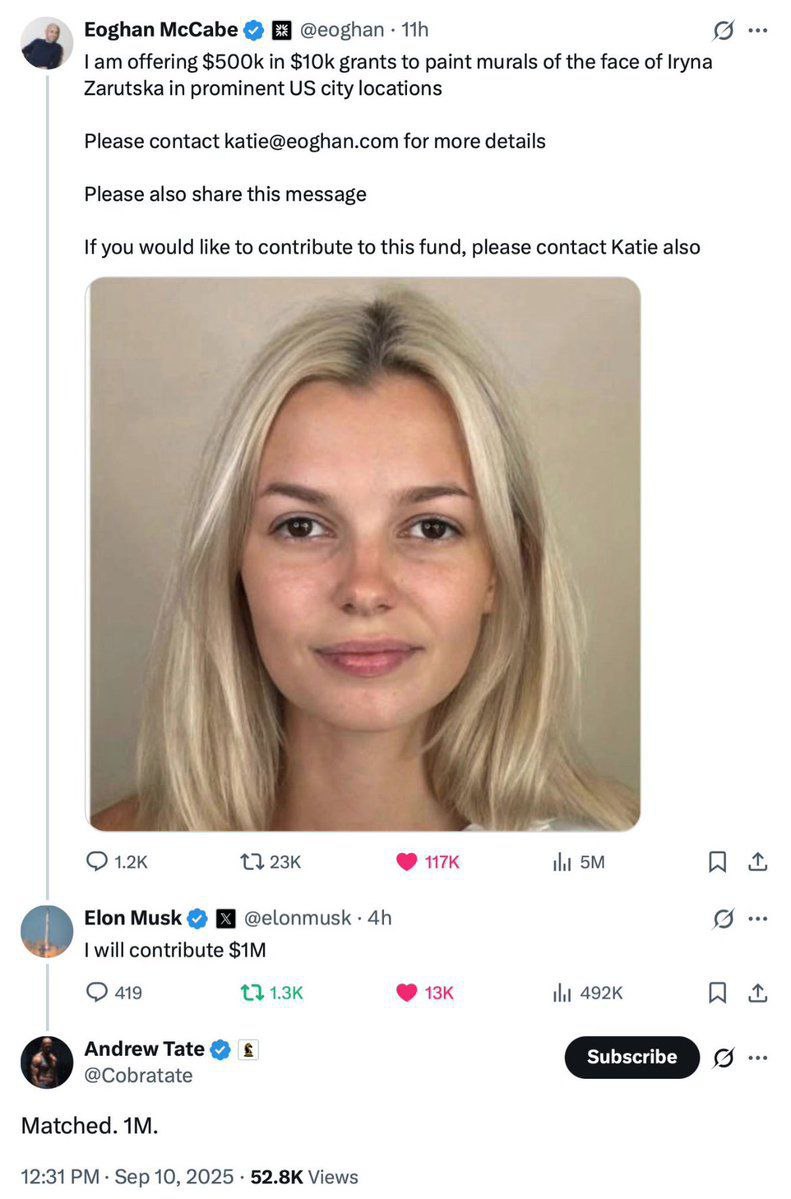 Eoghan McCabe @eoghan · 11h
I am offering $500k in $10k grants to paint murals of the face of Iryna
Zarutska in prominent US city locations
Please contact katie@eoghan.com for more details
Please also share this message
If you would like to contribute to this fund, please contact Katie also
1.2K 23K 117K 5M
Elon Musk X @elonmusk · 4h
I will contribute $1M
419 1.3K 13K 492K
Andrew Tate Subscribe
@Cobratate
Matched. 1M.
12:31 PM · Sep 10, 2025 · 52.8K Views